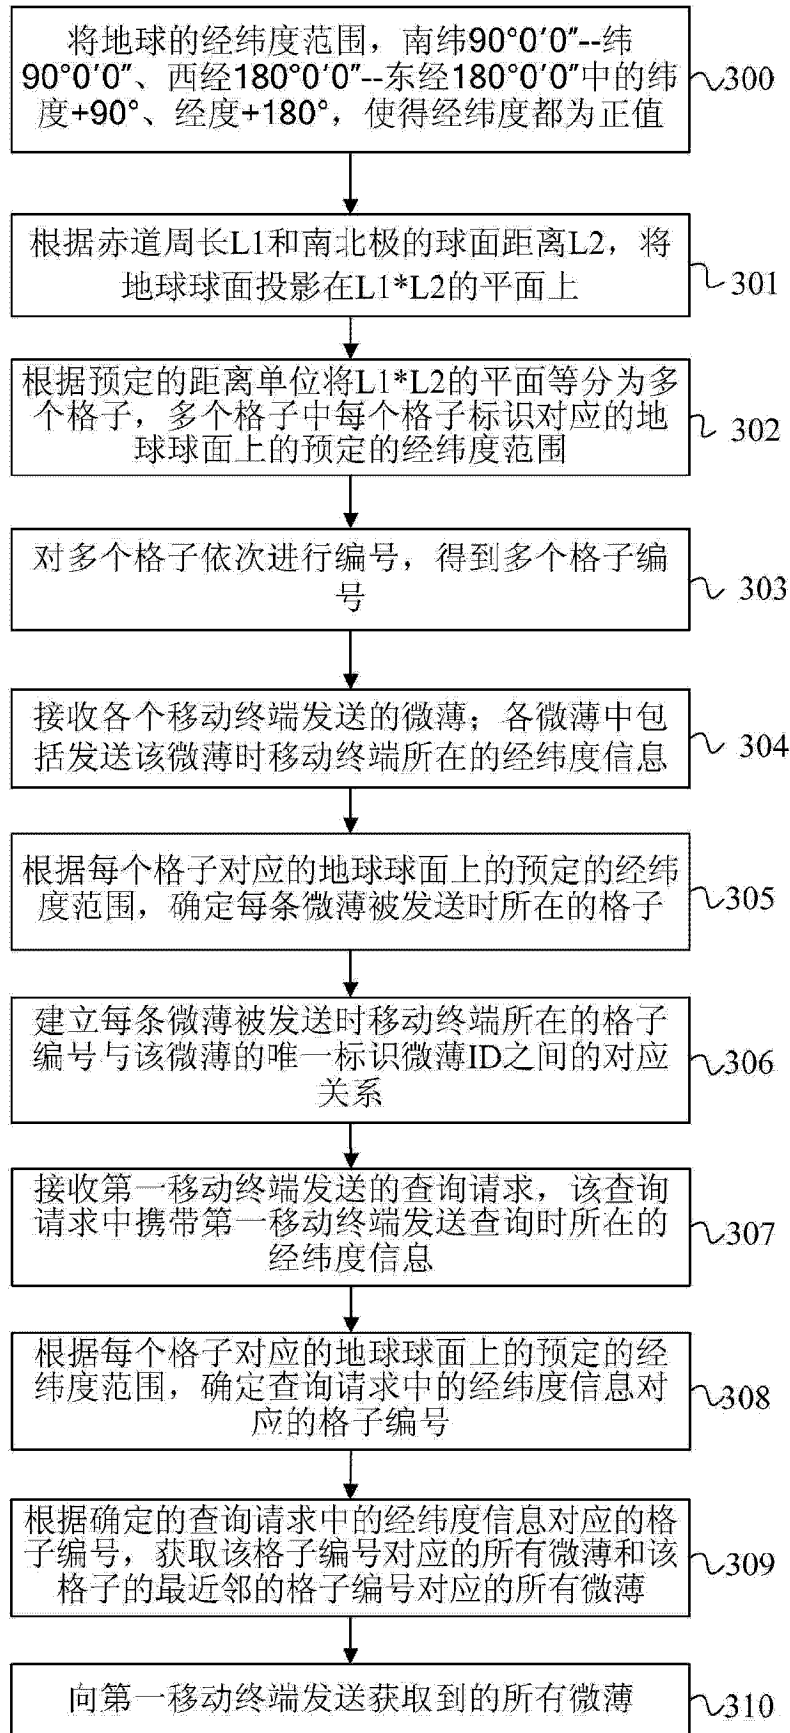 将地球的经纬度范围，南纬90°0′0″--纬
90°0′0″、西经180°0′0″--东经180°0′0″中的纬
度+90°、经度+180°，使得经纬度都为正值
300
根据赤道周长L1和南北极的球面距离L2，将
地球球面投影在L1*L2的平面上
301
根据预定的距离单位将L1*L2的平面等分为多
个格子，多个格子中每个格子标识对应的地
球球面上的预定的经纬度范围
302
对多个格子依次进行编号，得到多个格子编
号
303
接收各个移动终端发送的微薄；各微薄中包
括发送该微薄时移动终端所在的经纬度信息
304
根据每个格子对应的地球球面上的预定的经纬
度范围，确定每条微薄被发送时所在的格子
305
建立每条微薄被发送时移动终端所在的格子
编号与该微薄的唯一标识微薄ID之间的对应
关系
306
接收第一移动终端发送的查询请求，该查询
请求中携带第一移动终端发送查询时所在的
经纬度信息
307
根据每个格子对应的地球球面上的预定的经
纬度范围，确定查询请求中的经纬度信息对
应的格子编号
308
根据确定的查询请求中的经纬度信息对应的格
子编号，获取该格子编号对应的所有微薄和该
格子的最近邻的格子编号对应的所有微薄
309
向第一移动终端发送获取到的所有微薄
310